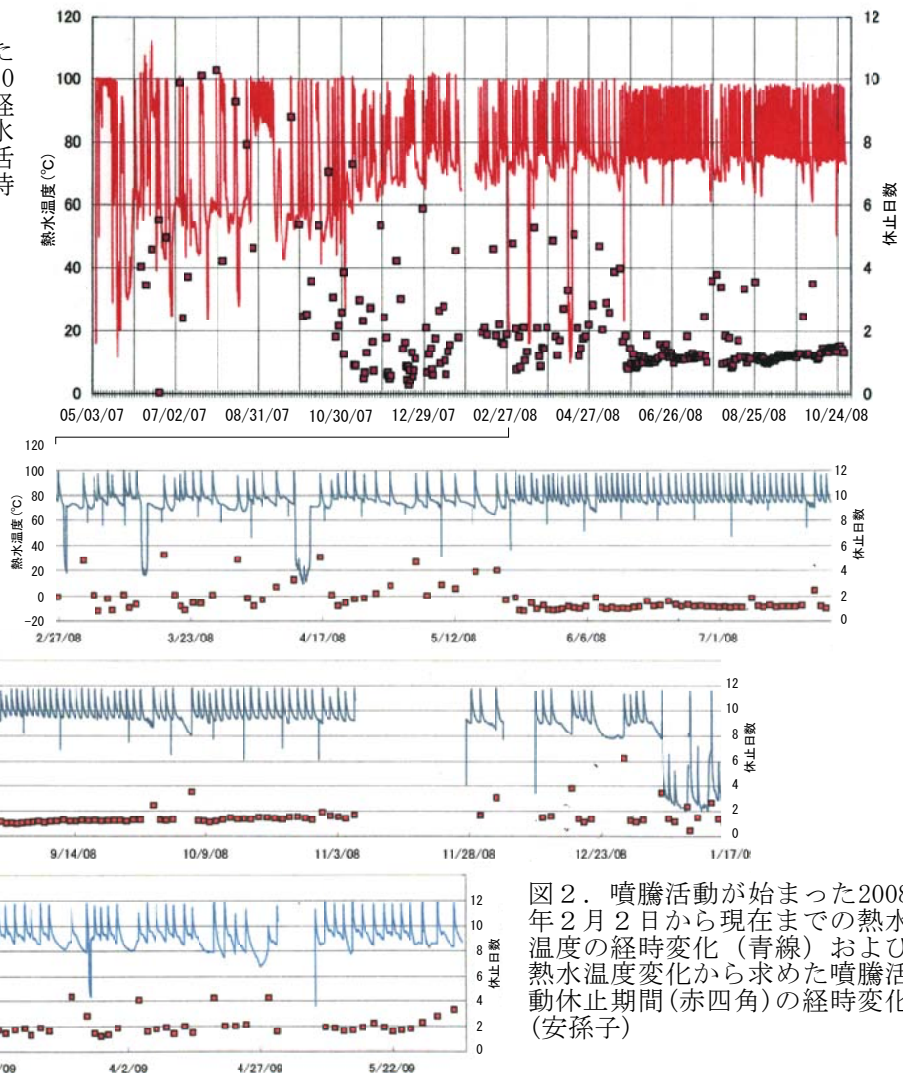 に
0
経
水
活
時
120
100
80
60
40
20
0
熱水温度(℃)
12
10
8
6
4
2
0
休止日数
05/03/07 07/02/07 08/31/07 10/30/07 12/29/07 02/27/08 04/27/08 06/26/08 08/25/08 10/24/08
120
100
80
60
40
20
0
-20
熱水温度(℃)
12
10
8
6
4
2
0
休止日数
2/27/08 3/23/08 4/17/08 5/12/08 6/6/08 7/1/08
12
10
8
6
4
2
0
休止日数
9/14/08 10/9/08 11/3/08 11/28/08 12/23/08 1/17/0
12
10
8
6
4
2
0
休止日数
/09 4/2/09 4/27/09 5/22/09
図2．噴騰活動が始まった2008
年2月2日から現在までの熱水
温度の経時変化（青線）および
熱水温度変化から求めた噴騰活
動休止期間(赤四角)の経時変化
(安孫子)